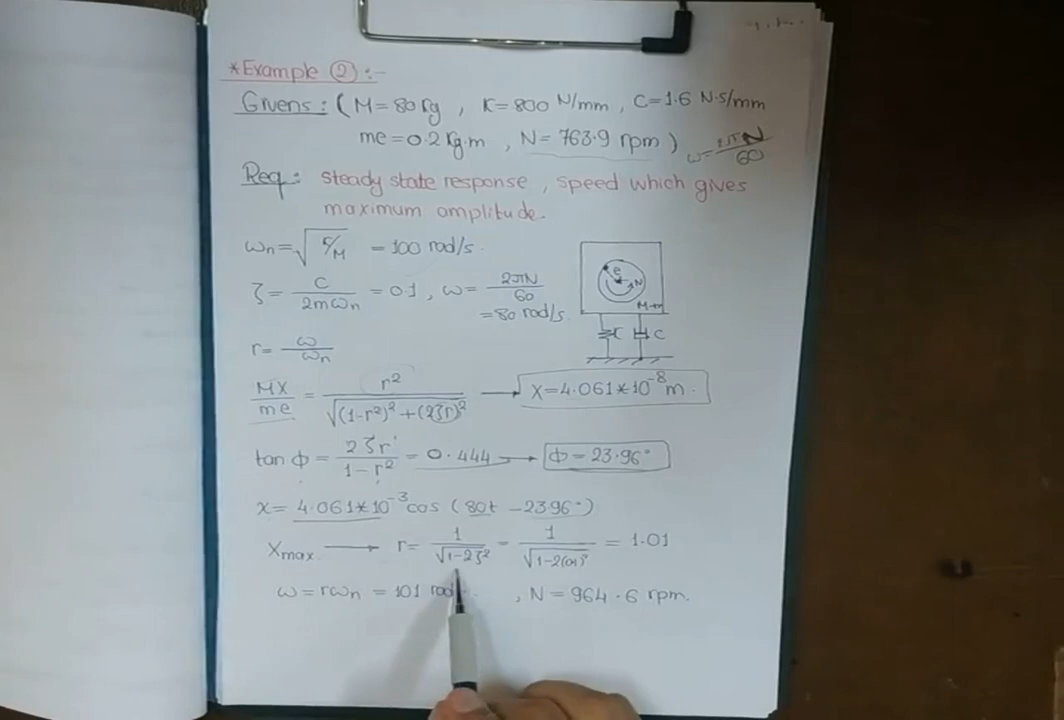 *Example ② :-
Givens : ( M = 80 Kg , K = 800 N/mm , C = 1.6 N.S/mm
me = 0.2 Kg.m , N = 763.9 rpm ) ω = 2πN/60
Req : steady state response , speed which gives
maximum amplitude.
ωn = √(K/M) = 100 rad/s.
ζ = C/(2mωn) = 0.1 , ω = 2πN/60
= 80 rad/s.
e N
M-m
K C
r = ω/ωn
MX/me = r²/√((1-r²)²+(2ζr)²) → X = 4.061*10⁻⁸ m.
tan φ = 2ζr/(1-r²) = 0.444 → φ = 23.96°
x = 4.061*10⁻³ cos ( 80t - 23.96° )
Xmax → r = 1/√(1-2ζ²) = 1/√(1-2(0.1)²) = 1.01
ω = rωn = 101 rad , N = 964.6 rpm.